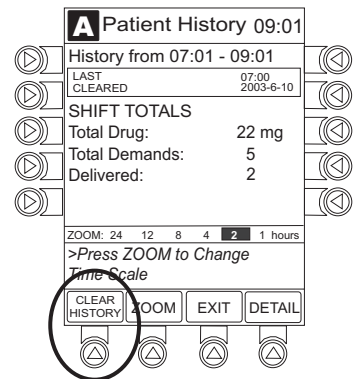 A Patient History 09:01
History from 07:01 - 09:01
LAST CLEARED 07:00 2003-6-10
SHIFT TOTALS
Total Drug: 22 mg
Total Demands: 5
Delivered: 2
ZOOM: 24 12 8 4 2 1 hours
>Press ZOOM to Change
Time Scale
CLEAR HISTORY ZOOM EXIT DETAIL